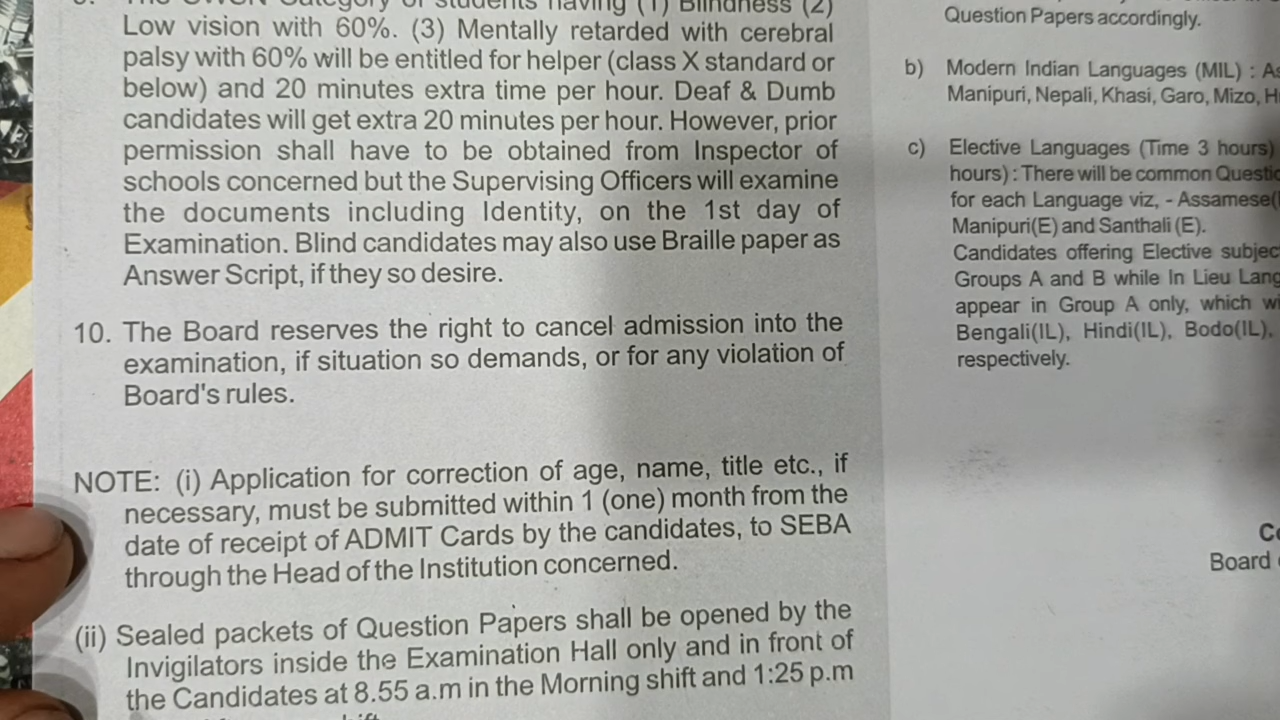 students having (1) Blindness (2)
Low vision with 60%. (3) Mentally retarded with cerebral
palsy with 60% will be entitled for helper (class X standard or
below) and 20 minutes extra time per hour. Deaf & Dumb
candidates will get extra 20 minutes per hour. However, prior
permission shall have to be obtained from Inspector of
schools concerned but the Supervising Officers will examine
the documents including Identity, on the 1st day of
Examination. Blind candidates may also use Braille paper as
Answer Script, if they so desire.
10. The Board reserves the right to cancel admission into the
examination, if situation so demands, or for any violation of
Board's rules.
NOTE: (i) Application for correction of age, name, title etc., if
necessary, must be submitted within 1 (one) month from the
date of receipt of ADMIT Cards by the candidates, to SEBA
through the Head of the Institution concerned.
(ii) Sealed packets of Question Papers shall be opened by the
Invigilators inside the Examination Hall only and in front of
the Candidates at 8.55 a.m in the Morning shift and 1:25 p.m
Question Papers accordingly.
b) Modern Indian Languages (MIL) :
Manipuri, Nepali, Khasi, Garo, Mizo,
c) Elective Languages (Time 3 hours)
hours) : There will be common
for each Language viz, - Assamese
Manipuri(E) and Santhali (E).
Candidates offering Elective
Groups A and B while In Lieu
appear in Group A only, which
Bengali(IL), Hindi(IL), Bodo(IL),
respectively.
Board